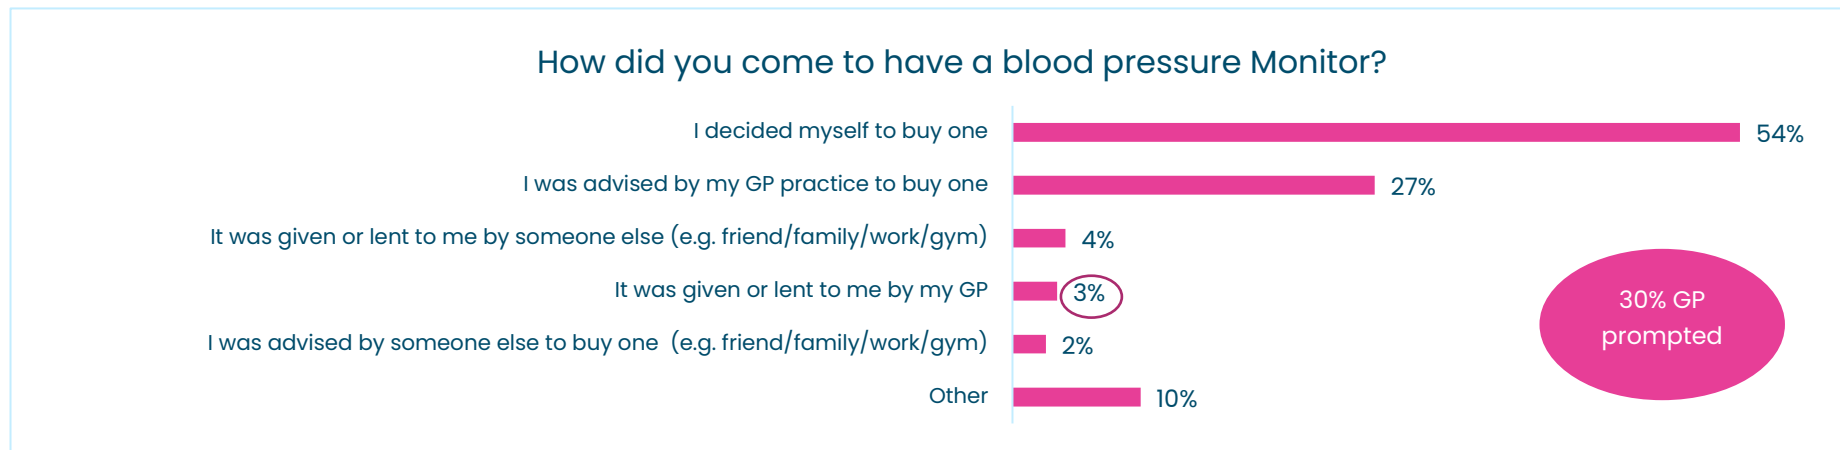 How did you come to have a blood pressure Monitor?
I decided myself to buy one 54%
I was advised by my GP practice to buy one 27%
It was given or lent to me by someone else (e.g. friend/family/work/gym) 4%
It was given or lent to me by my GP 3%
I was advised by someone else to buy one (e.g. friend/family/work/gym) 2%
Other 10%
30% GP
prompted